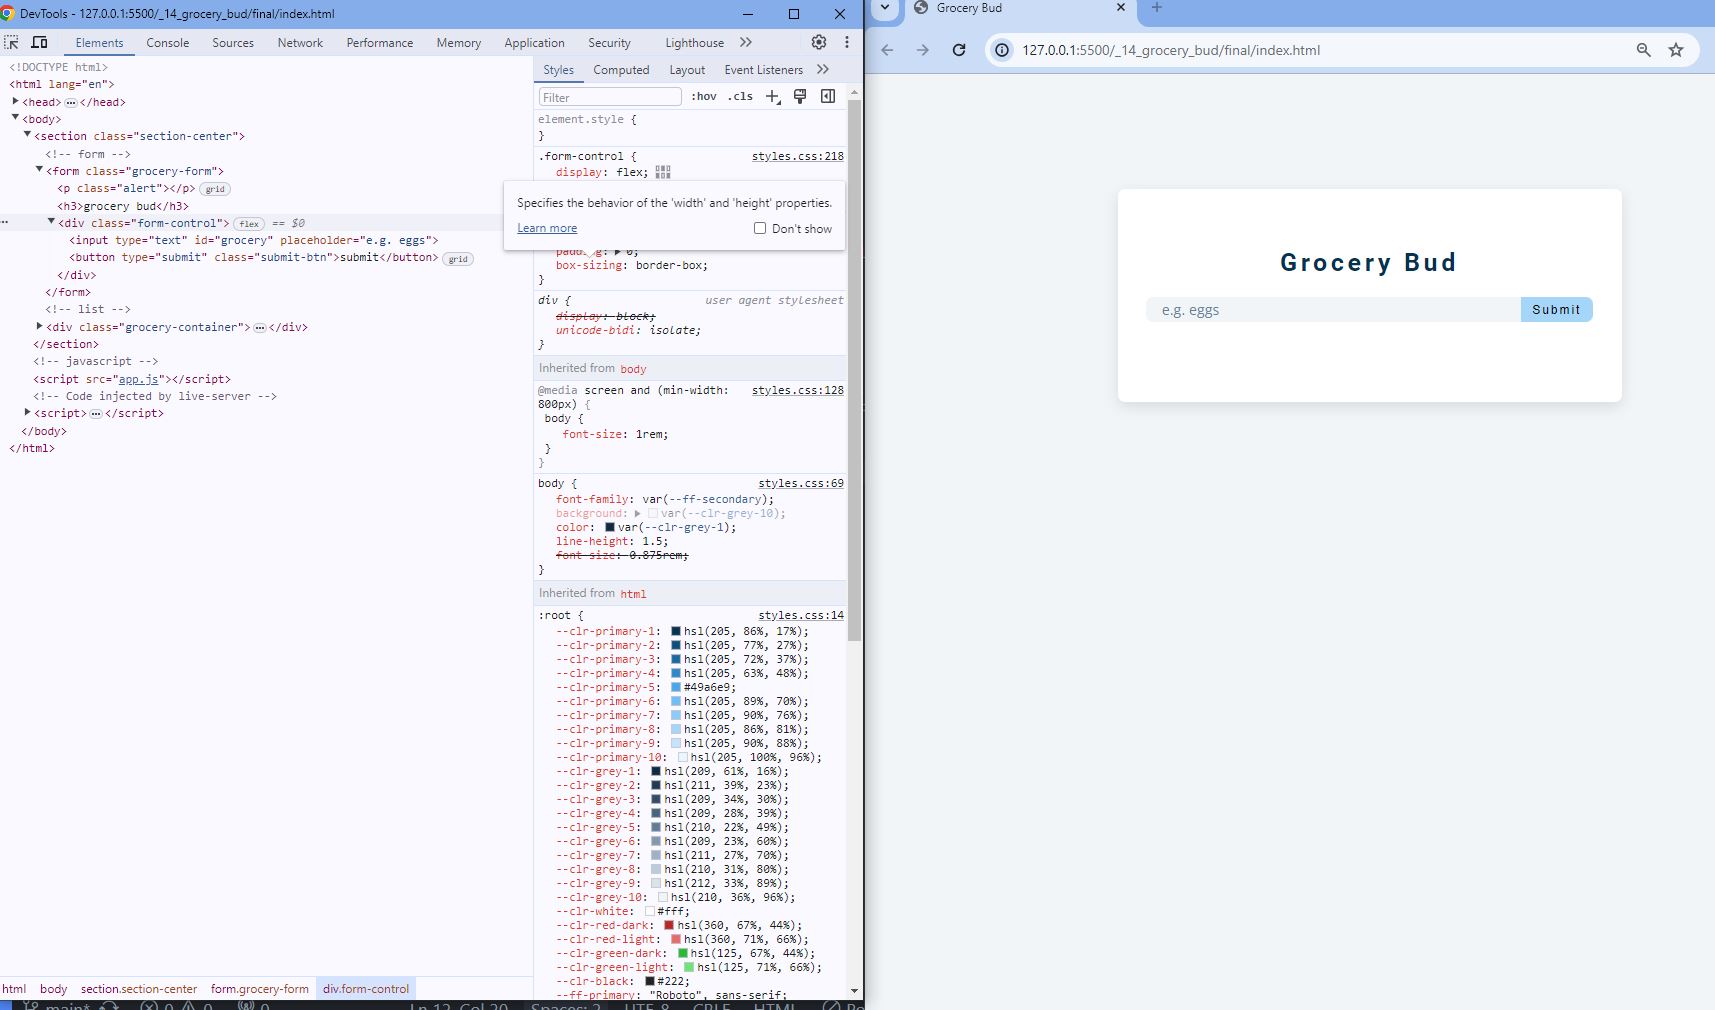 DevTools - 127.0.0.1:5500/_14_grocery_bud/final/index.html
Elements Console Sources Network Performance Memory Application Security Lighthouse
<!DOCTYPE html>
<html lang="en">
<head> ⋯ </head>
<body>
<section class="section-center">
<!-- form -->
<form class="grocery-form">
<p class="alert"></p> grid
<h3>grocery bud</h3>
<div class="form-control"> flex == $0
<input type="text" id="grocery" placeholder="e.g. eggs">
<button type="submit" class="submit-btn">submit</button> grid
</div>
</form>
<!-- list -->
<div class="grocery-container"> ⋯ </div>
</section>
<!-- javascript -->
<script src="app.js"></script>
<!-- Code injected by live-server -->
<script> ⋯ </script>
</body>
</html>
html body section.section-center form.grocery-form div.form-control
Styles Computed Layout Event Listeners
Filter :hov .cls
element.style {
}
.form-control { styles.css:218
display: flex;
Specifies the behavior of the 'width' and 'height' properties.
Learn more Don't show
padding: 0;
box-sizing: border-box;
}
div { user agent stylesheet
display: block;
unicode-bidi: isolate;
}
Inherited from body
@media screen and (min-width: styles.css:128
800px) {
body {
font-size: 1rem;
}
}
body { styles.css:69
font-family: var(--ff-secondary);
background: var(--clr-grey-10);
color: var(--clr-grey-1);
line-height: 1.5;
font-size: 0.875rem;
}
Inherited from html
:root { styles.css:14
--clr-primary-1: hsl(205, 86%, 17%);
--clr-primary-2: hsl(205, 77%, 27%);
--clr-primary-3: hsl(205, 72%, 37%);
--clr-primary-4: hsl(205, 63%, 48%);
--clr-primary-5: #49a6e9;
--clr-primary-6: hsl(205, 89%, 70%);
--clr-primary-7: hsl(205, 90%, 76%);
--clr-primary-8: hsl(205, 86%, 81%);
--clr-primary-9: hsl(205, 90%, 88%);
--clr-primary-10: hsl(205, 100%, 96%);
--clr-grey-1: hsl(209, 61%, 16%);
--clr-grey-2: hsl(211, 39%, 23%);
--clr-grey-3: hsl(209, 34%, 30%);
--clr-grey-4: hsl(209, 28%, 39%);
--clr-grey-5: hsl(210, 22%, 49%);
--clr-grey-6: hsl(209, 23%, 60%);
--clr-grey-7: hsl(211, 27%, 70%);
--clr-grey-8: hsl(210, 31%, 80%);
--clr-grey-9: hsl(212, 33%, 89%);
--clr-grey-10: hsl(210, 36%, 96%);
--clr-white: #fff;
--clr-red-dark: hsl(360, 67%, 44%);
--clr-red-light: hsl(360, 71%, 66%);
--clr-green-dark: hsl(125, 67%, 44%);
--clr-green-light: hsl(125, 71%, 66%);
--clr-black: #222;
--ff-primary: "Roboto", sans-serif;
main* 0 0 0 Ln 12, Col 20 Spaces: 2 UTF-8 CRLF HTML
Grocery Bud
127.0.0.1:5500/_14_grocery_bud/final/index.html
Grocery Bud
e.g. eggs Submit